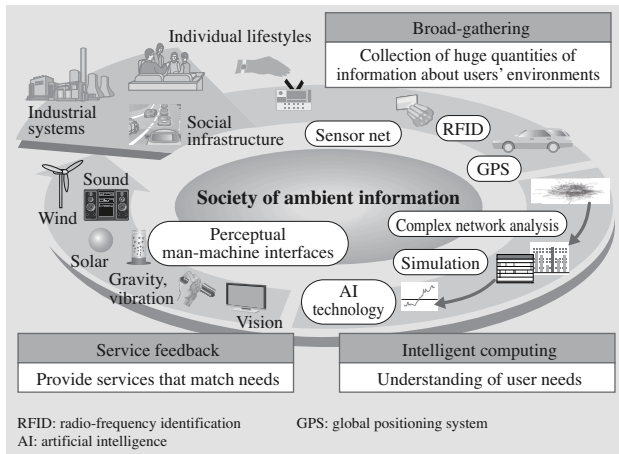 Individual lifestyles
Broad-gathering
Collection of huge quantities of
information about users' environments
Industrial
systems
Social
infrastructure
Sensor net
RFID
GPS
Sound
Wind
Society of ambient information
Complex network analysis
Perceptual
man-machine interfaces
Solar
Simulation
Gravity,
vibration
AI
technology
Vision
Service feedback
Provide services that match needs
Intelligent computing
Understanding of user needs
RFID: radio-frequency identification
GPS: global positioning system
AI: artificial intelligence